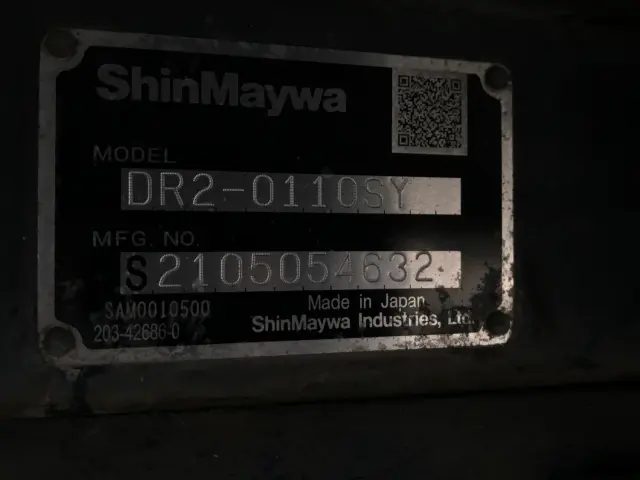 ShinMaywa
MODEL
DR2-0110SY
MFG. NO.
S2105054632
SAM0010500
Made in Japan
203-42686-0
ShinMaywa Industries, Ltd.